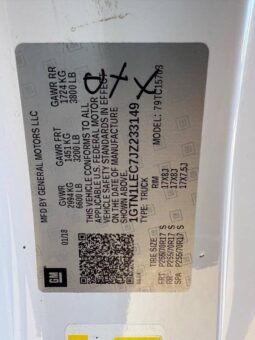 MFD BY GENERAL MOTORS LLC
01/18
GVWR GAWR FRT GAWR RR
2994 KG 1451 KG 1724 KG
6600 LB 3200 LB 3800 LB
THIS VEHICLE CONFORMS TO ALL
APPLICABLE U.S. FEDERAL MOTOR
VEHICLE SAFETY STANDARDS
IN EFFECT ON THE DATE
OF MANUFACTURE SHOWN ABOVE.
1GTN1LEC7JZ233149
TYPE: TRUCK MODEL:
TIRE SIZE RIM
FRT P255/70R17 S 17X8J
RR P255/70R17 S 17X8J
SPA P255/70R17 S 17X7.5J
GM